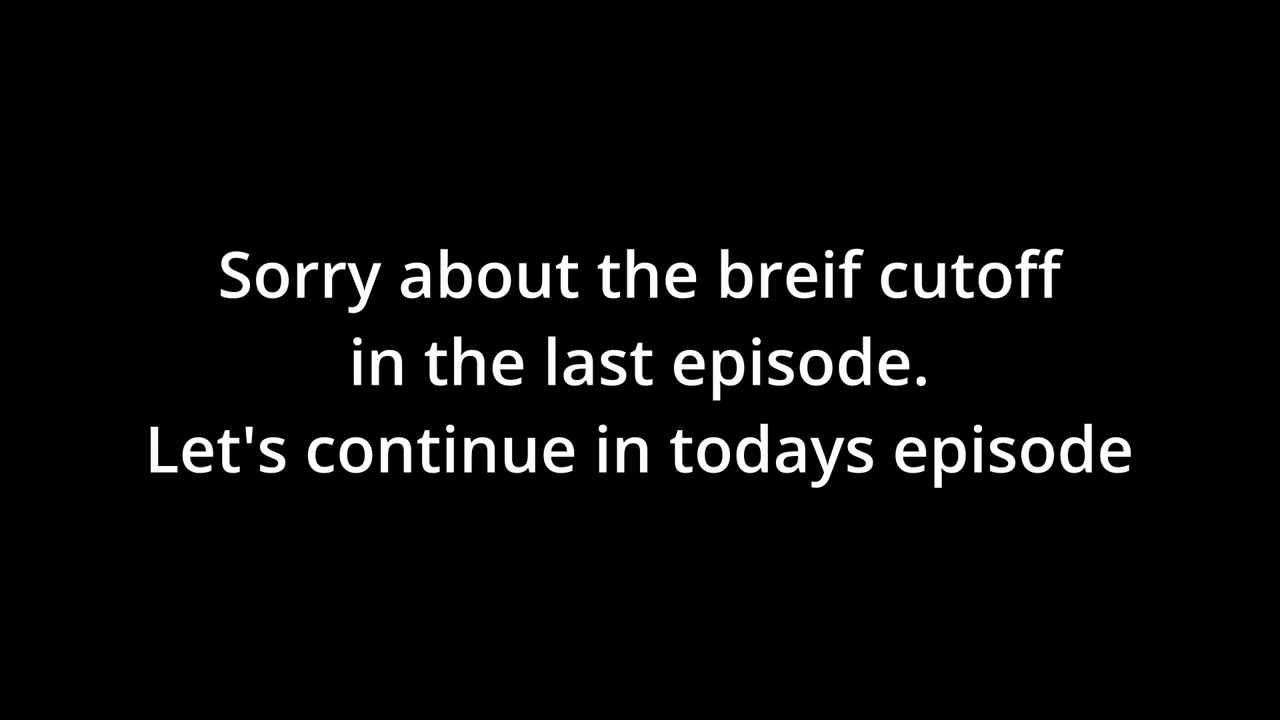 Sorry about the breif cutoff
in the last episode.
Let's continue in todays episode